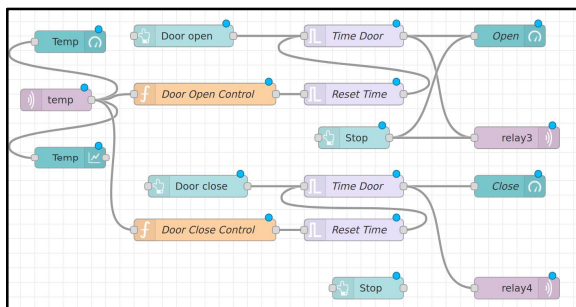 Temp
Door open
Time Door
Open
temp
Door Open Control
Reset Time
Stop
relay3
Temp
Door close
Time Door
Close
Door Close Control
Reset Time
Stop
relay4